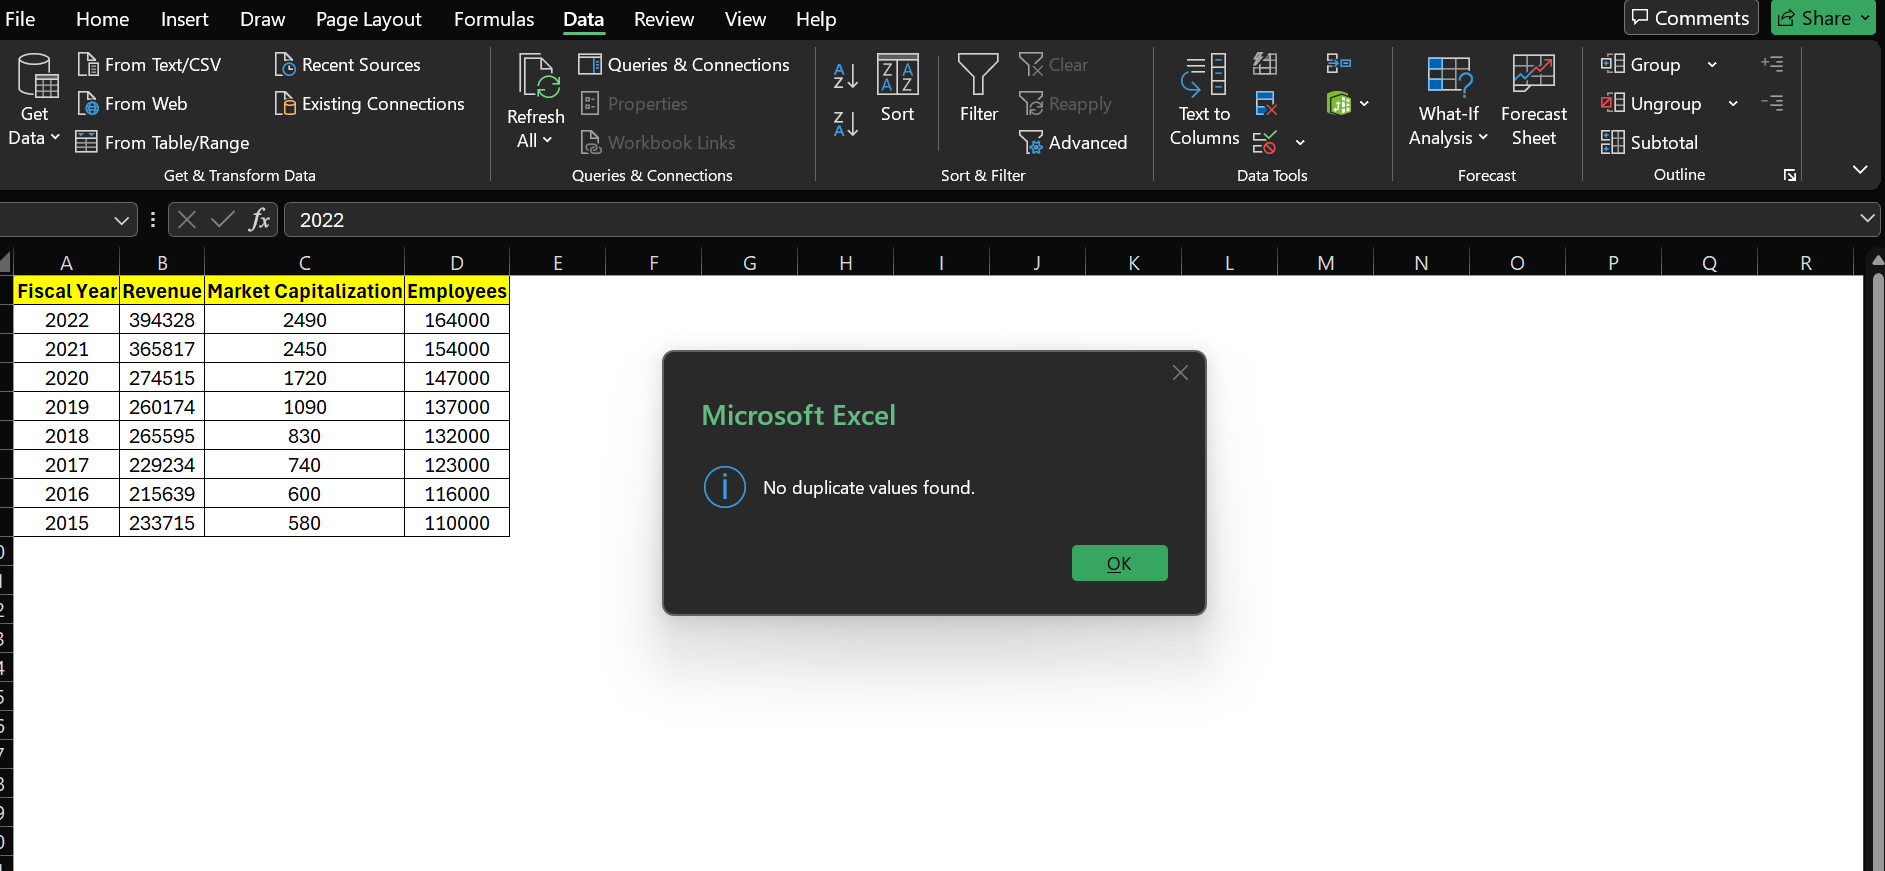 File Home Insert Draw Page Layout Formulas Data Review View Help Comments Share
Get Data
From Text/CSV
From Web
From Table/Range
Recent Sources
Existing Connections
Get & Transform Data
Refresh All
Queries & Connections
Properties
Workbook Links
Queries & Connections
Sort
Filter
Clear
Reapply
Advanced
Sort & Filter
Text to Columns
Data Tools
What-If Analysis
Forecast Sheet
Forecast
Group
Ungroup
Subtotal
Outline
fx 2022
A B C D E F G H I J K L M N O P Q R
Fiscal Year Revenue Market Capitalization Employees
2022 394328 2490 164000
2021 365817 2450 154000
2020 274515 1720 147000
2019 260174 1090 137000
2018 265595 830 132000
2017 229234 740 123000
2016 215639 600 116000
2015 233715 580 110000
Microsoft Excel
No duplicate values found.
OK